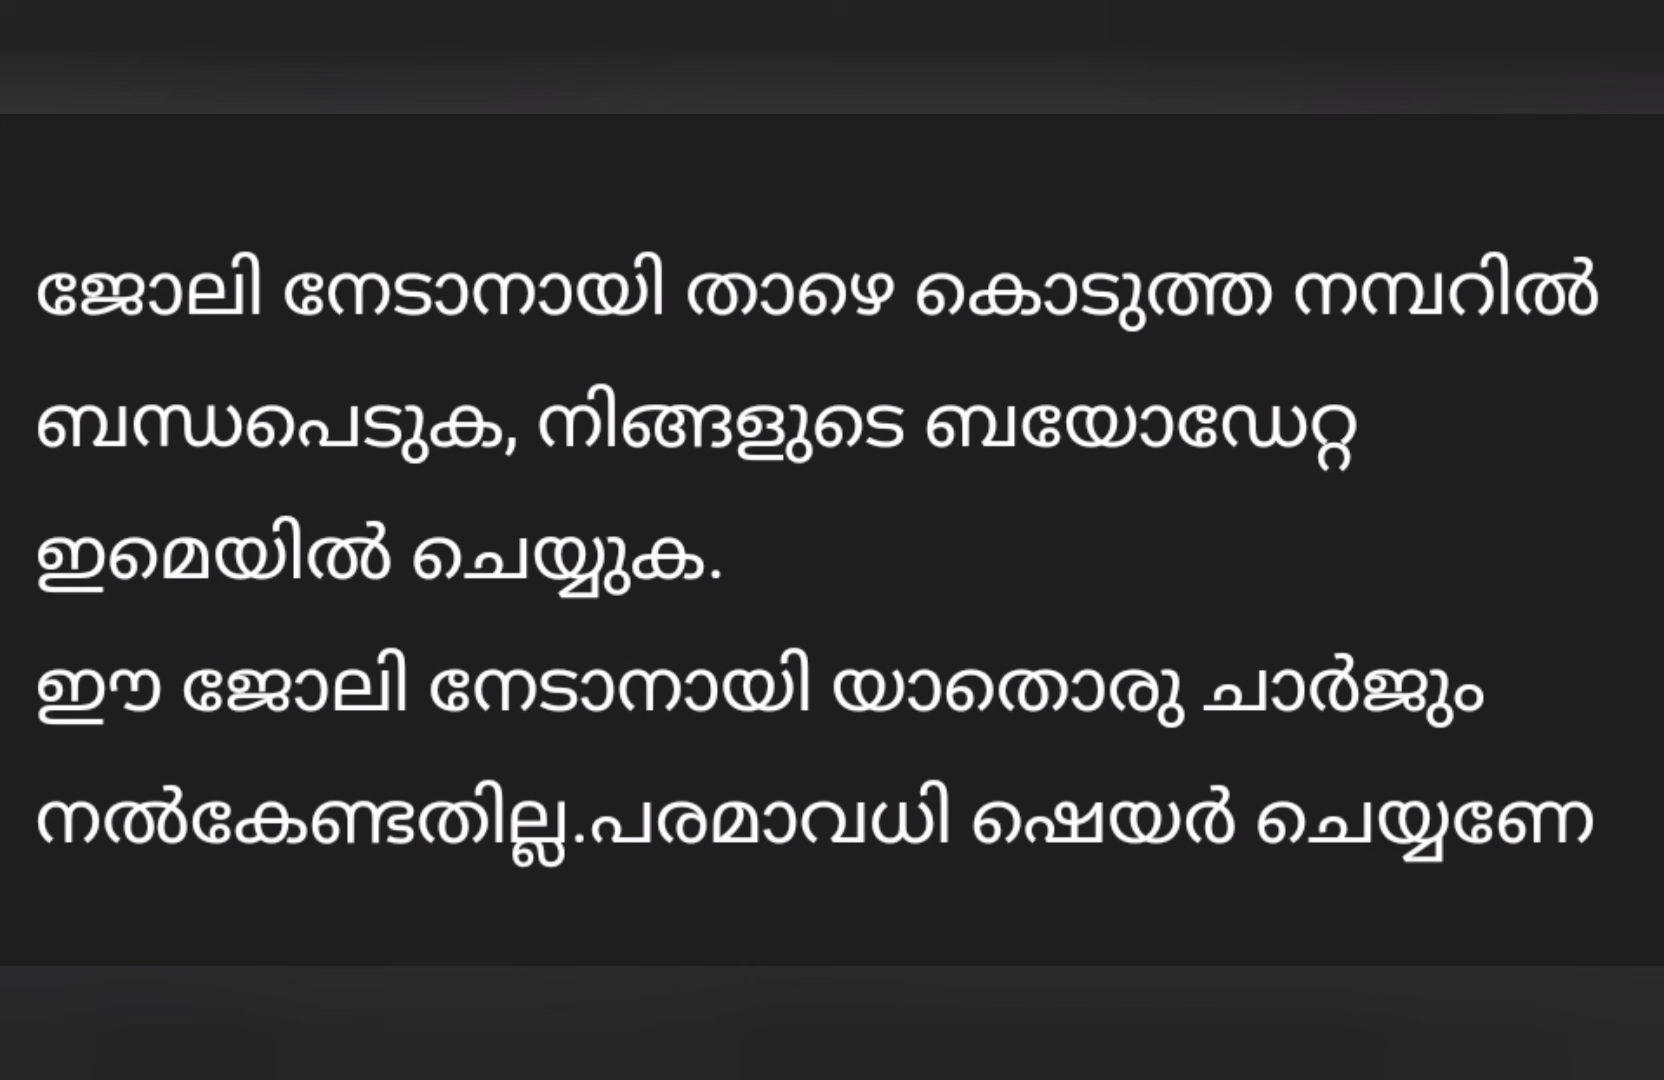 ജോലി നേടാനായി താഴെ കൊടുത്ത നമ്പറിൽ
ബന്ധപെടുക, നിങ്ങളുടെ ബയോഡേറ്റ
ഇമെയിൽ ചെയ്യുക.
ഈ ജോലി നേടാനായി യാതൊരു ചാർജും
നൽകേണ്ടതില്ല.പരമാവധി ഷെയർ ചെയ്യണേ